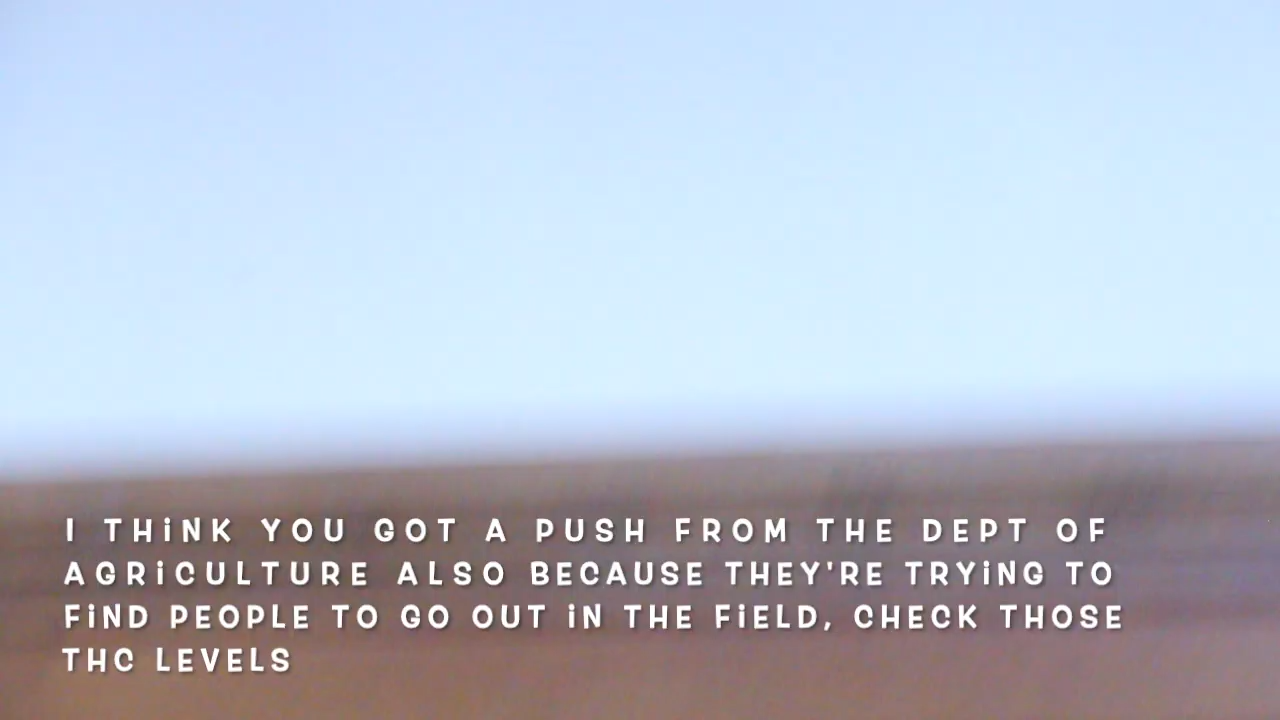 I THINK YOU GOT A PUSH FROM THE DEPT OF
AGRICULTURE ALSO BECAUSE THEY'RE TRYING TO
FIND PEOPLE TO GO OUT IN THE FIELD, CHECK THOSE
THC LEVELS